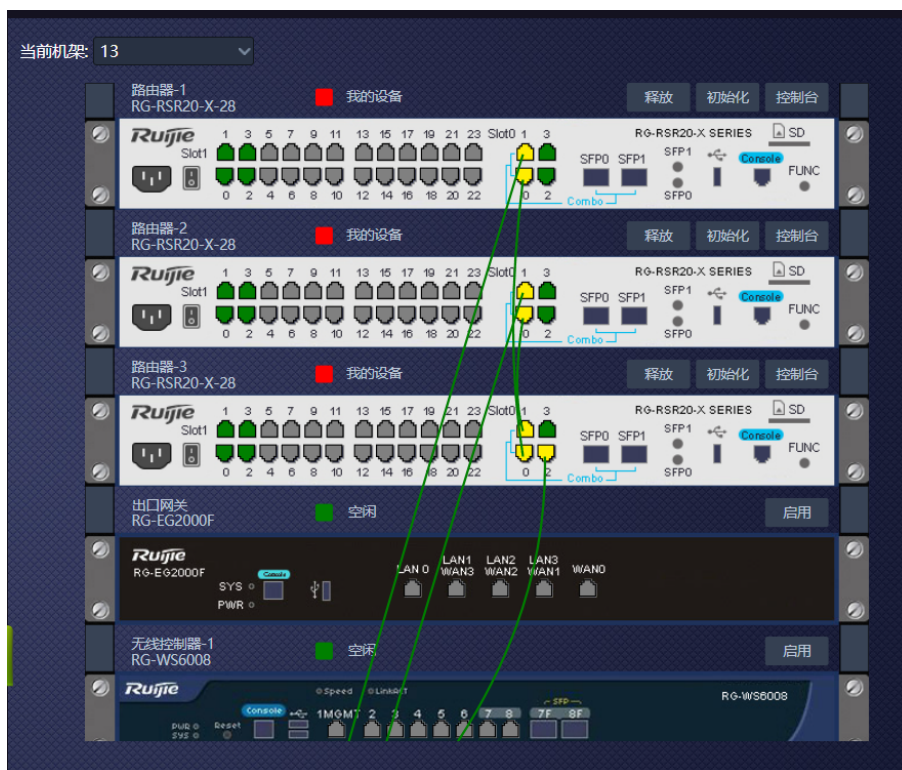 当前机架: 13
路由器-1
RG-RSR20-X-28
我的设备
释放 初始化 控制台
Ruijie
1 3 5 7 9 11 13 15 17 19 21 23 Slot0 1 3
RG-RSR20-X SERIES SD
Slot1
SFP0 SFP1 SFP1 Console FUNC
0 2 4 6 8 10 12 14 16 18 20 22 0 2 Combo SFP0
路由器-2
RG-RSR20-X-28
我的设备
释放 初始化 控制台
Ruijie
1 3 5 7 9 11 13 15 17 19 21 23 Slot0 1 3
RG-RSR20-X SERIES SD
Slot1
SFP0 SFP1 SFP1 Console FUNC
0 2 4 6 8 10 12 14 16 18 20 22 0 2 Combo SFP0
路由器-3
RG-RSR20-X-28
我的设备
释放 初始化 控制台
Ruijie
1 3 5 7 9 11 13 15 17 19 21 23 Slot0 1 3
RG-RSR20-X SERIES SD
Slot1
SFP0 SFP1 SFP1 Console FUNC
0 2 4 6 8 10 12 14 16 18 20 22 0 2 Combo SFP0
出口网关
RG-EG2000F
空闲
启用
Ruijie
RG-EG2000F
Console
SYS
PWR
LAN1 LAN2 LAN3
LAN 0 WAN3 WAN2 WAN1 WAN0
无线控制器-1
RG-WS6008
空闲
启用
Ruijie
Speed Link/ACT
RG-WS6008
SFP
Console 1MGMT 2 3 4 5 6 7 8 7F 8F
PWR Reset
SYS